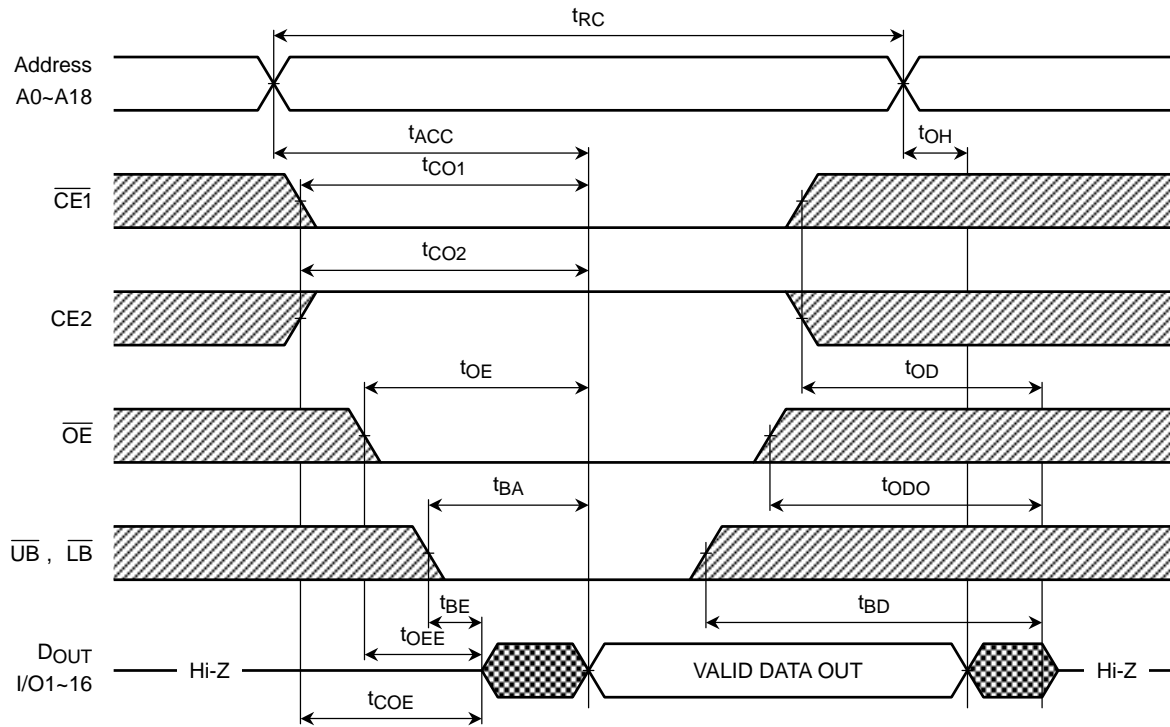 tRC
Address
A0~A18
tACC
tOH
tCO1
CE1
tCO2
CE2
tOE
tOD
OE
tBA
tODO
UB , LB
tBE
tBD
tOEE
DOUT
I/O1~16
Hi-Z
VALID DATA OUT
Hi-Z
tCOE